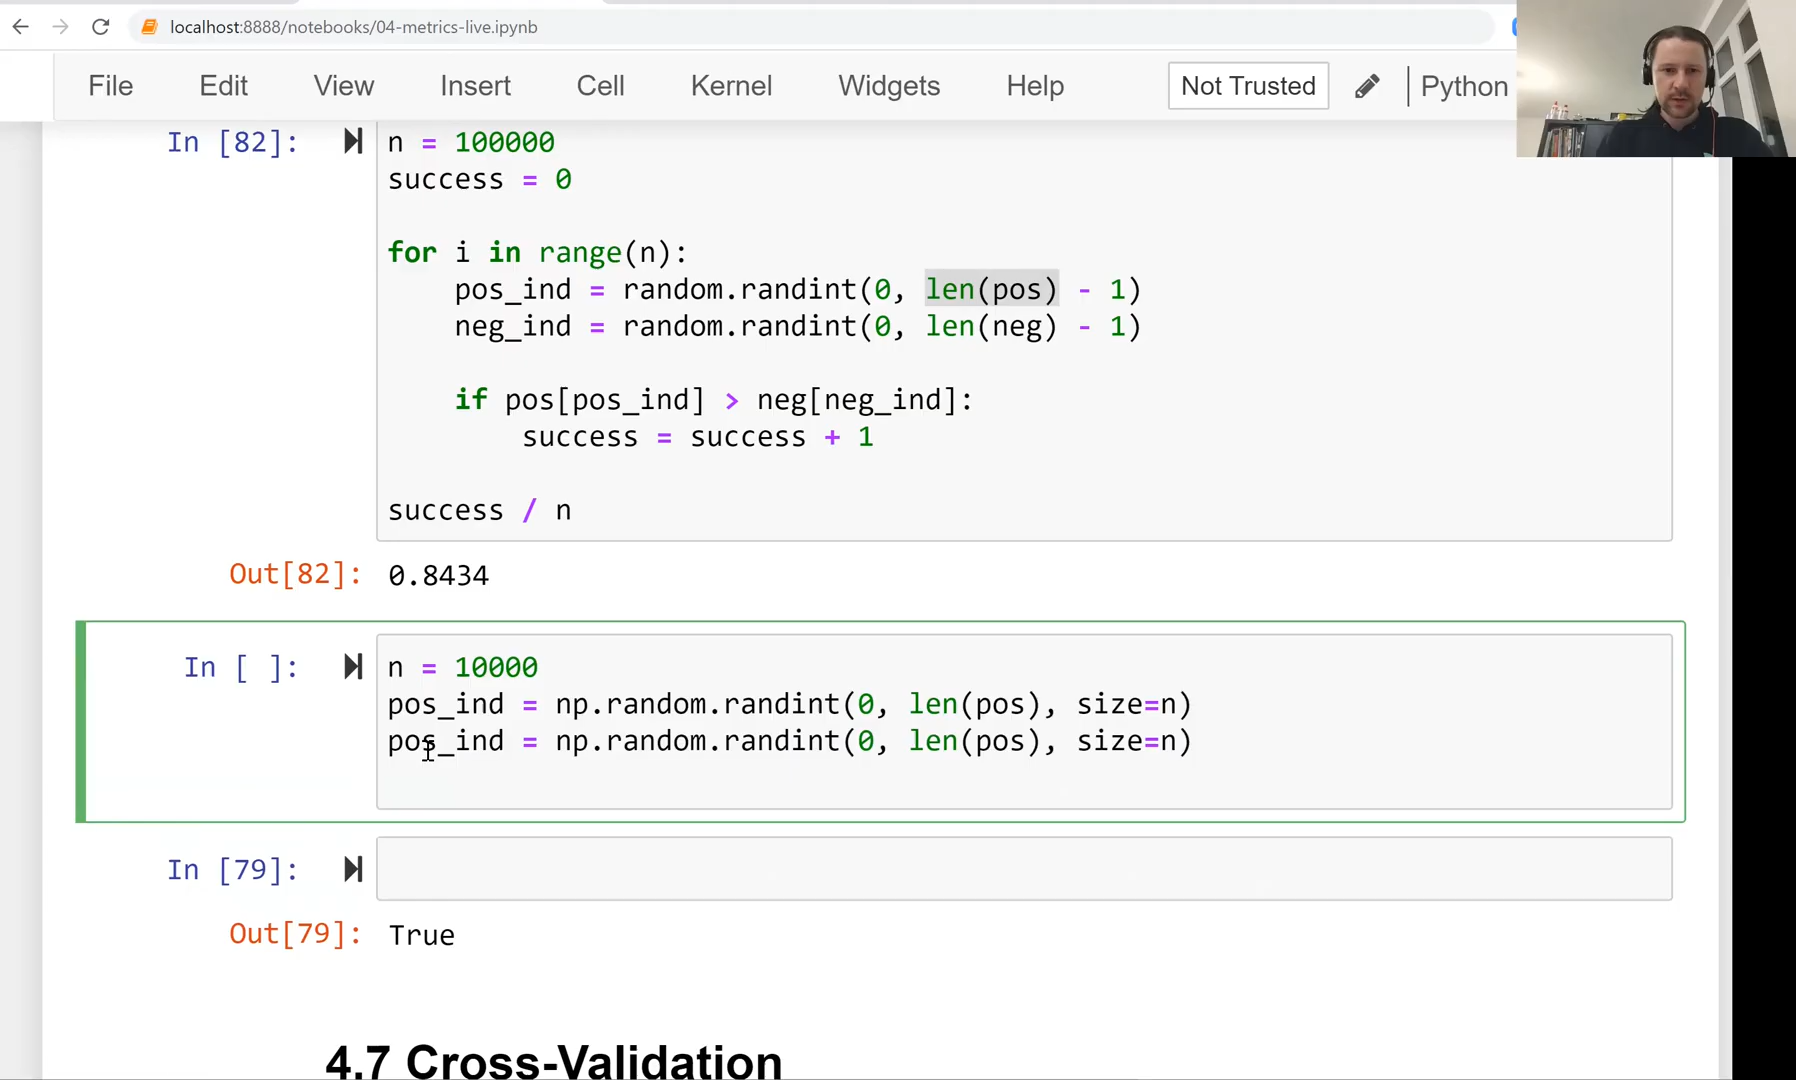 localhost:8888/notebooks/04-metrics-live.ipynb
File Edit View Insert Cell Kernel Widgets Help Not Trusted Python
In [82]:
n = 100000
success = 0
for i in range(n):
    pos_ind = random.randint(0, len(pos) - 1)
    neg_ind = random.randint(0, len(neg) - 1)
    if pos[pos_ind] > neg[neg_ind]:
        success = success + 1
success / n
Out[82]: 0.8434
In [ ]:
n = 10000
pos_ind = np.random.randint(0, len(pos), size=n)
pos_ind = np.random.randint(0, len(pos), size=n)
In [79]:
Out[79]: True
4.7 Cross-Validation